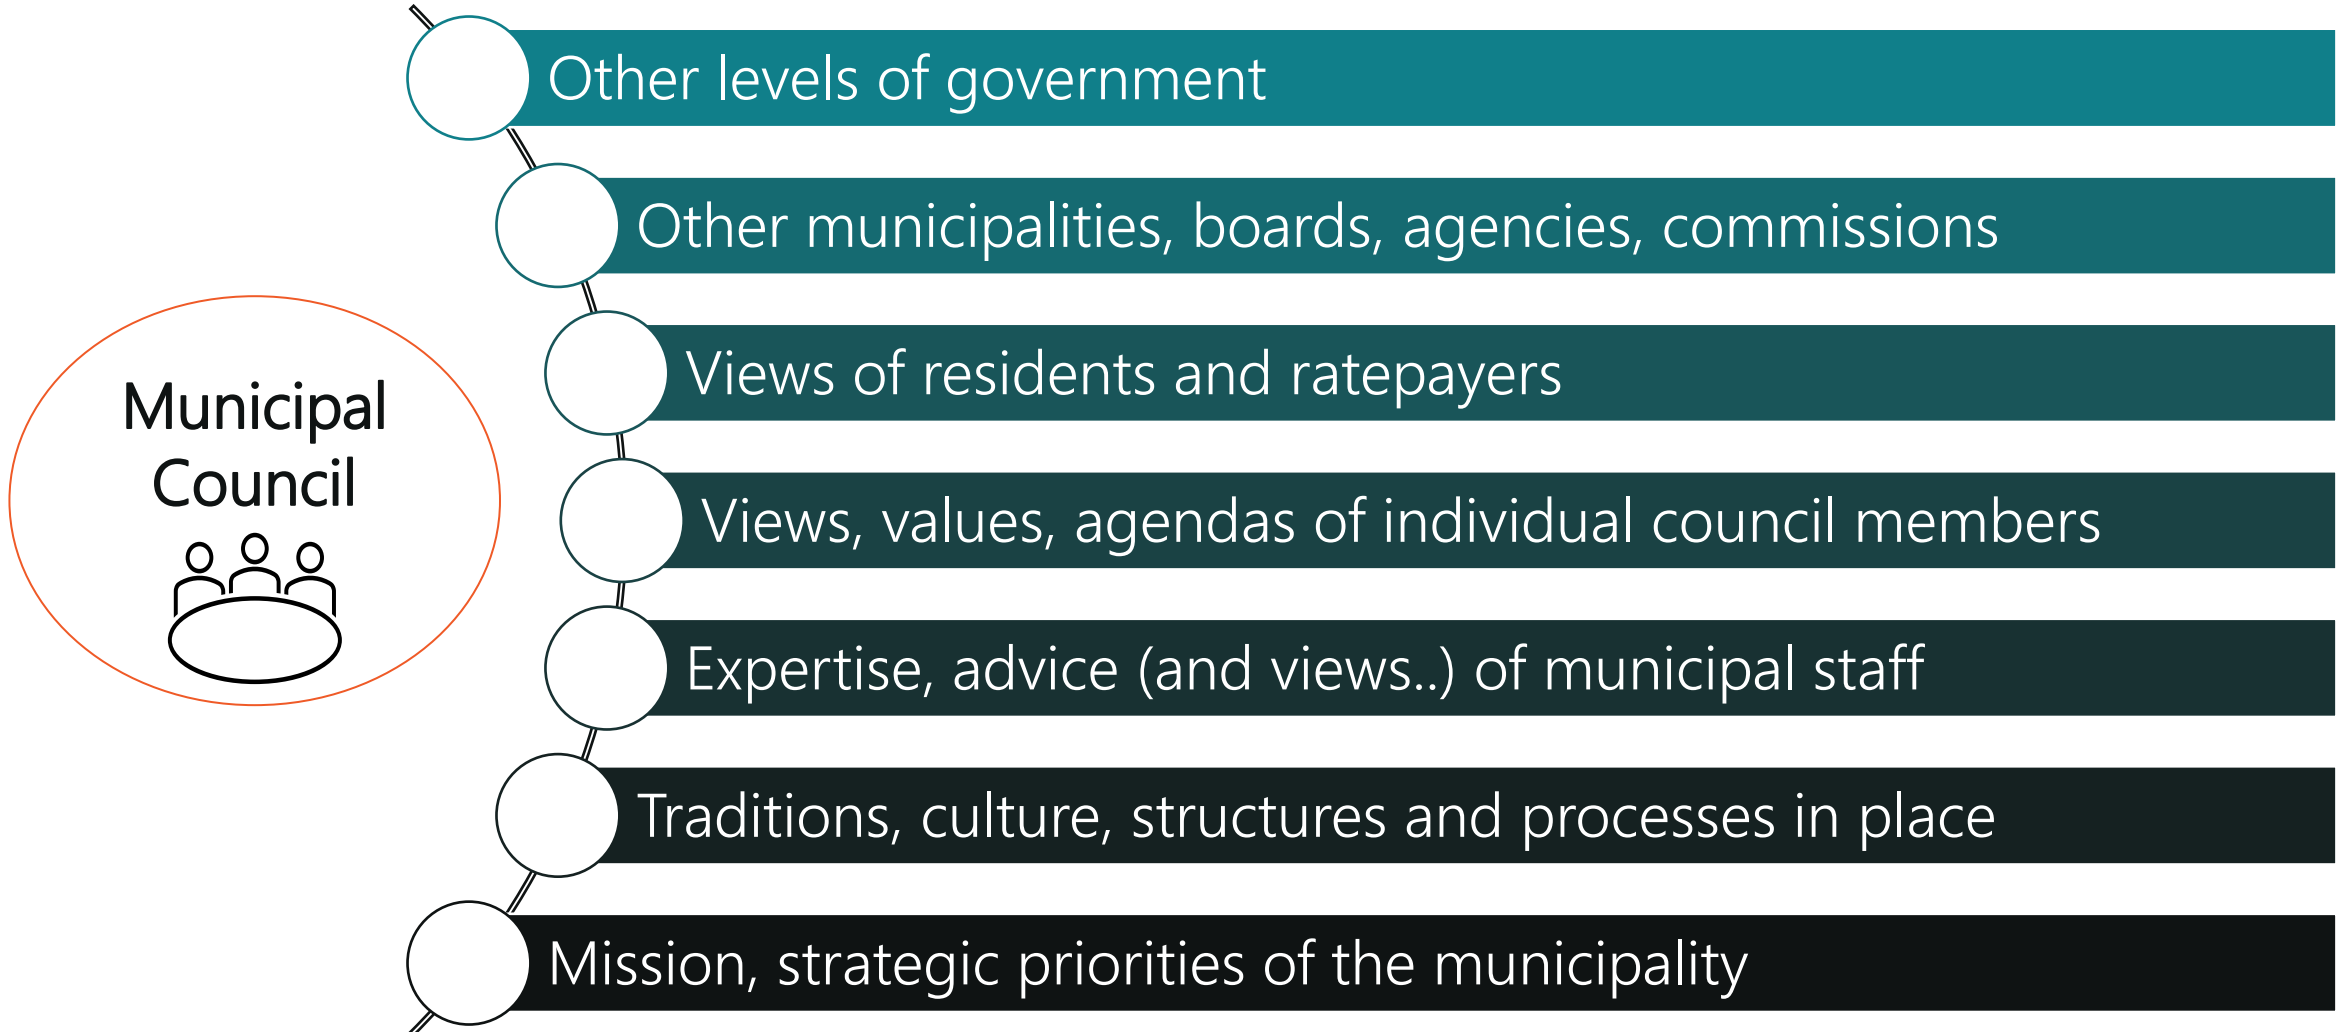 Other levels of government
Other municipalities, boards, agencies, commissions
Views of residents and ratepayers
Municipal
Council
Views, values, agendas of individual council members
Expertise, advice (and views..) of municipal staff
Traditions, culture, structures and processes in place
Mission, strategic priorities of the municipality